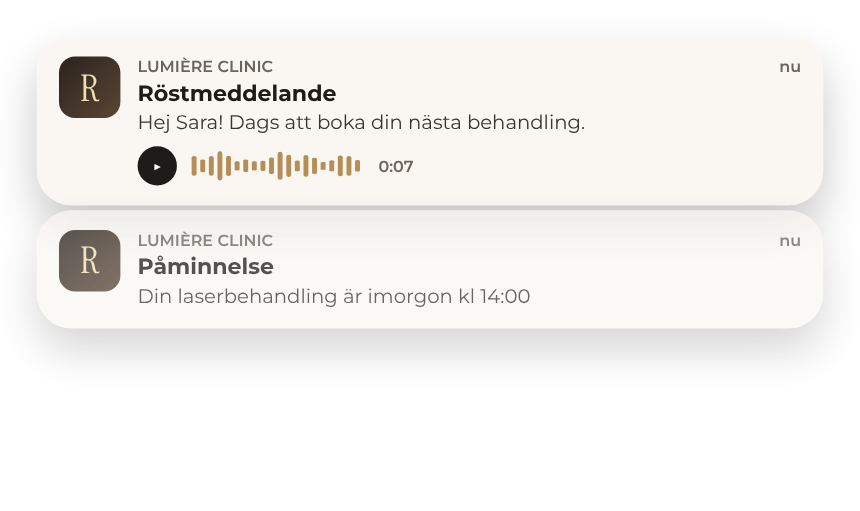 R
LUMIÈRE CLINIC
nu
Röstmeddelande
Hej Sara! Dags att boka din nästa behandling.
0:07
R
LUMIÈRE CLINIC
nu
Påminnelse
Din laserbehandling är imorgon kl 14:00